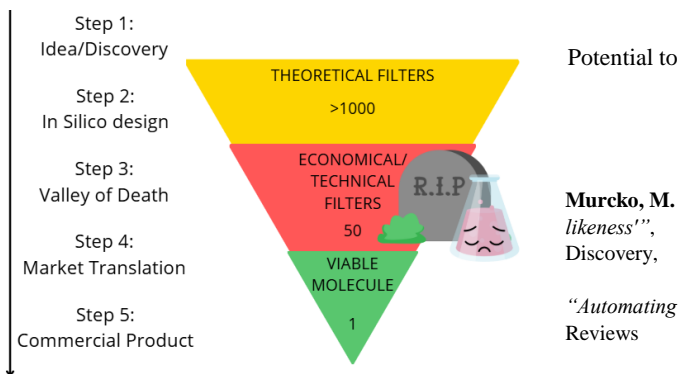 Step 1:
Idea/Discovery
Step 2:
In Silico design
Step 3:
Valley of Death
Step 4:
Market Translation
Step 5:
Commercial Product
THEORETICAL FILTERS
>1000
ECONOMICAL/
TECHNICAL
FILTERS
50
R.I.P
VIABLE
MOLECULE
1
Potential to
Murcko, M.
likeness'”,
Discovery,
“Automating
Reviews